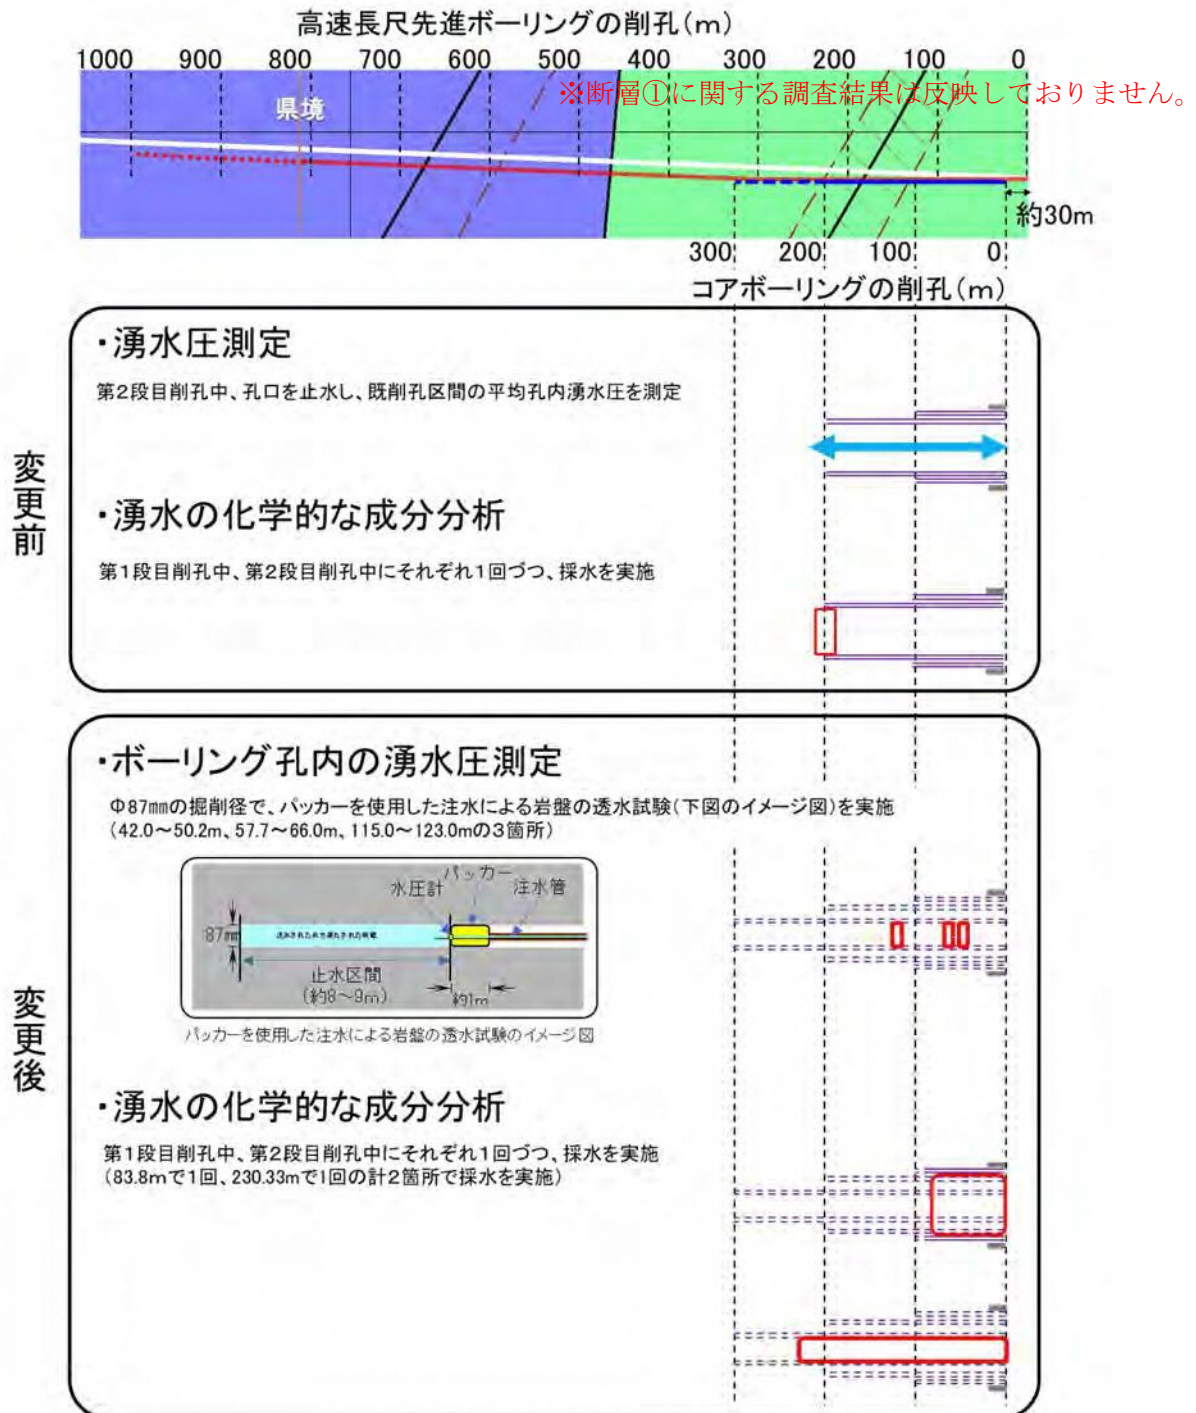 高速長尺先進ボーリングの削孔(m)
1000 900 800 700 600 500 400 300 200 100 0
※断層①に関する調査結果は反映しておりません。
県境
約30m
300 200 100 0
コアボーリングの削孔(m)
変更前
・湧水圧測定
第2段目削孔中、孔口を止水し、既削孔区間の平均孔内湧水圧を測定
・湧水の化学的な成分分析
第1段目削孔中、第2段目削孔中にそれぞれ1回づつ、採水を実施
変更後
・ボーリング孔内の湧水圧測定
Φ87㎜の掘削径で、パッカーを使用した注水による岩盤の透水試験(下図のイメージ図)を実施
(42.0～50.2m、57.7～66.0m、115.0～123.0mの3箇所)
パッカー
水圧計
注水管
87㎜
止水区間
(約8～9m)
約1m
パッカーを使用した注水による岩盤の透水試験のイメージ図
・湧水の化学的な成分分析
第1段目削孔中、第2段目削孔中にそれぞれ1回づつ、採水を実施
(83.8mで1回、230.33mで1回の計2箇所で採水を実施)